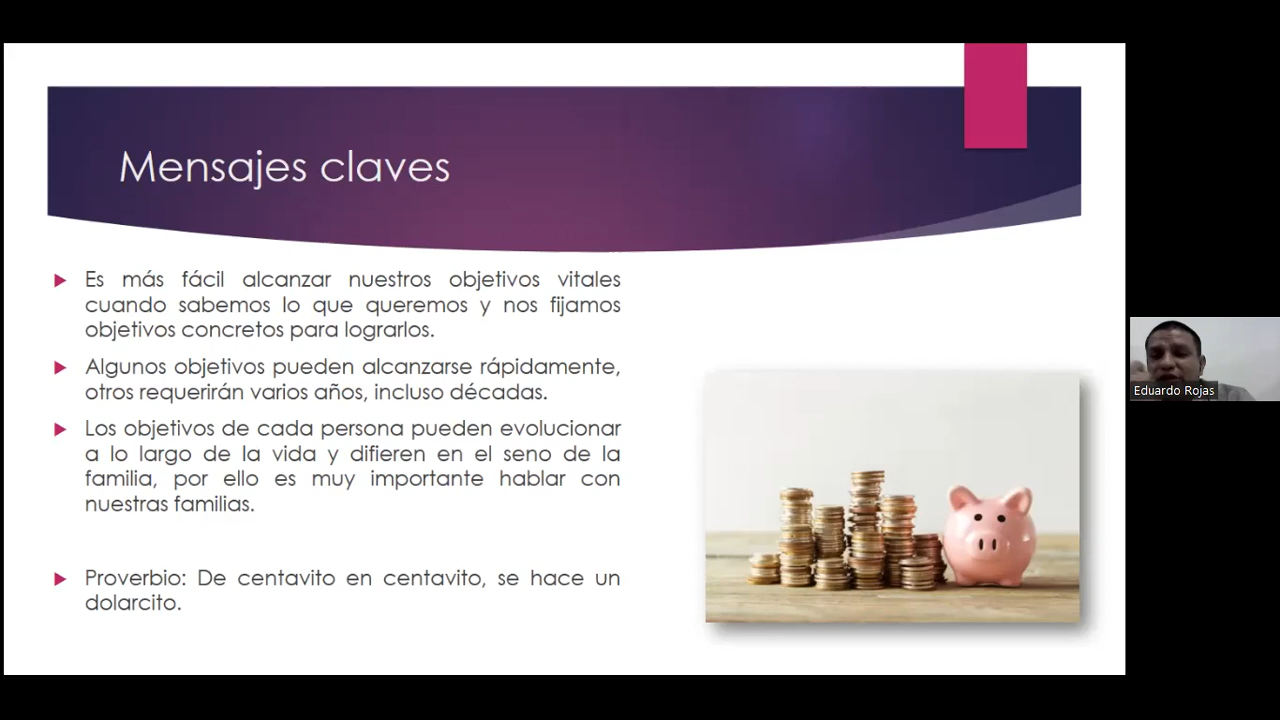 Mensajes claves
Es más fácil alcanzar nuestros objetivos vitales
cuando sabemos lo que queremos y nos fijamos
objetivos concretos para lograrlos.
Algunos objetivos pueden alcanzarse rápidamente,
otros requerirán varios años, incluso décadas.
Los objetivos de cada persona pueden evolucionar
a lo largo de la vida y difieren en el seno de la
familia, por ello es muy importante hablar con
nuestras familias.
Proverbio: De centavito en centavito, se hace un
dolarcito.
Eduardo Rojas